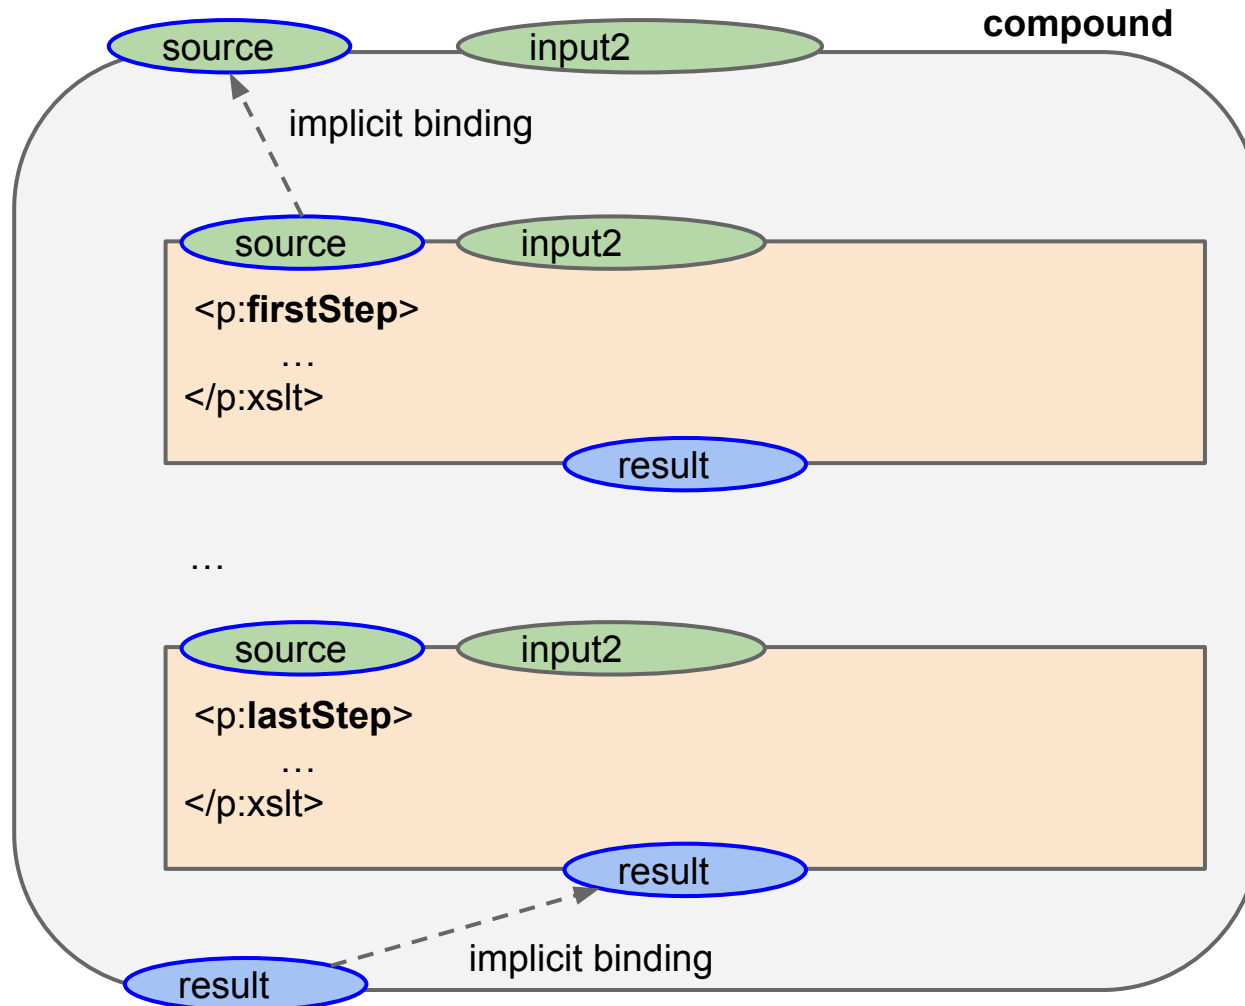 compound
source
input2
implicit binding
source
input2
<p:firstStep>
…
</p:xslt>
result
…
source
input2
<p:lastStep>
…
</p:xslt>
result
implicit binding
result